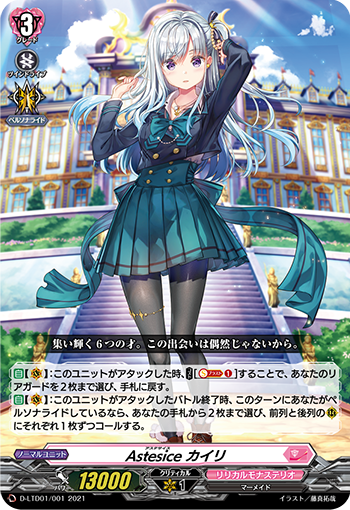 3
グレード
ツインドライブ
ペルソナライド
集い輝く6つの才。この出会いは偶然じゃないから。
自【V】:このユニットがアタックした時、【CBブラスト1】することで、あなたのリ
アガードを2枚まで選び、手札に戻す。
自【V】:このユニットがアタックしたバトル終了時、このターンにあなたがペ
ルソナライドしているなら、あなたの手札から2枚まで選び、前列と後列のR
にそれぞれ1枚ずつコールする。
ノーマルユニット
アステサイス
Astesice カイリ
リリカルモナステリオ
パワー 13000 クリティカル 1
マーメイド
D-LTD01/001 2021
イラスト/藤真拓哉